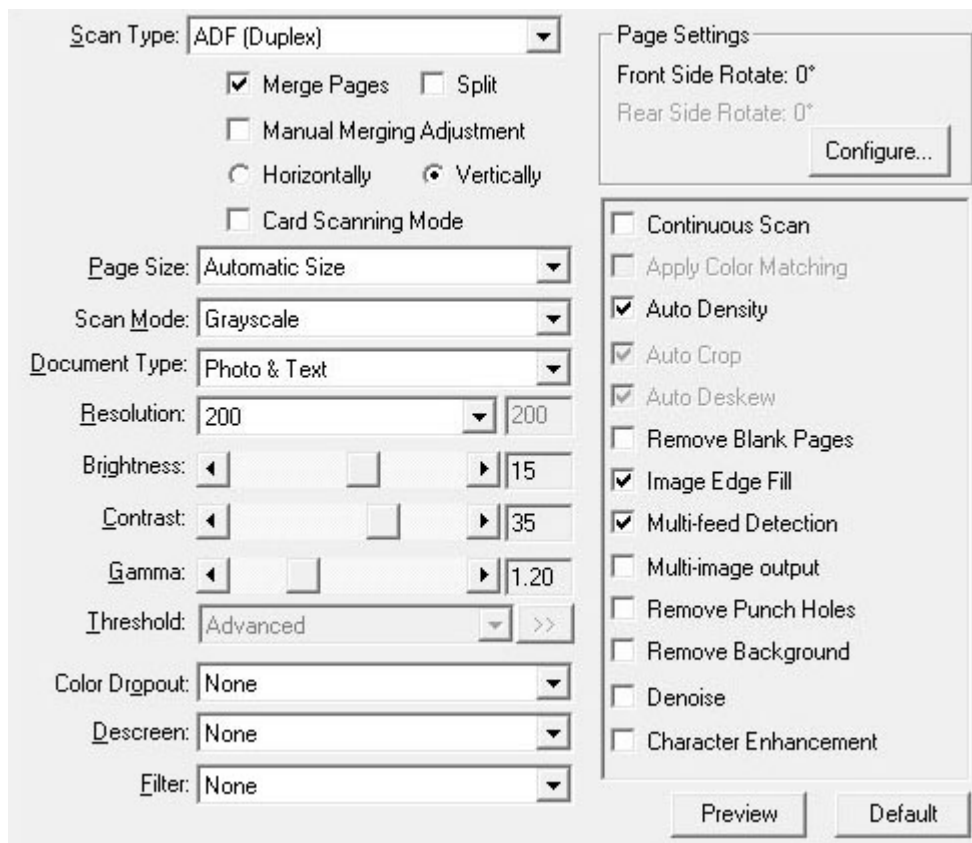 Scan Type: ADF (Duplex)
Merge Pages Split
Manual Merging Adjustment
Horizontally Vertically
Card Scanning Mode
Page Size: Automatic Size
Scan Mode: Grayscale
Document Type: Photo & Text
Resolution: 200 200
Brightness: 15
Contrast: 35
Gamma: 1.20
Threshold: Advanced >>
Color Dropout: None
Descreen: None
Filter: None
Page Settings
Front Side Rotate: 0°
Rear Side Rotate: 0°
Configure...
Continuous Scan
Apply Color Matching
Auto Density
Auto Crop
Auto Deskew
Remove Blank Pages
Image Edge Fill
Multi-feed Detection
Multi-image output
Remove Punch Holes
Remove Background
Denoise
Character Enhancement
Preview Default